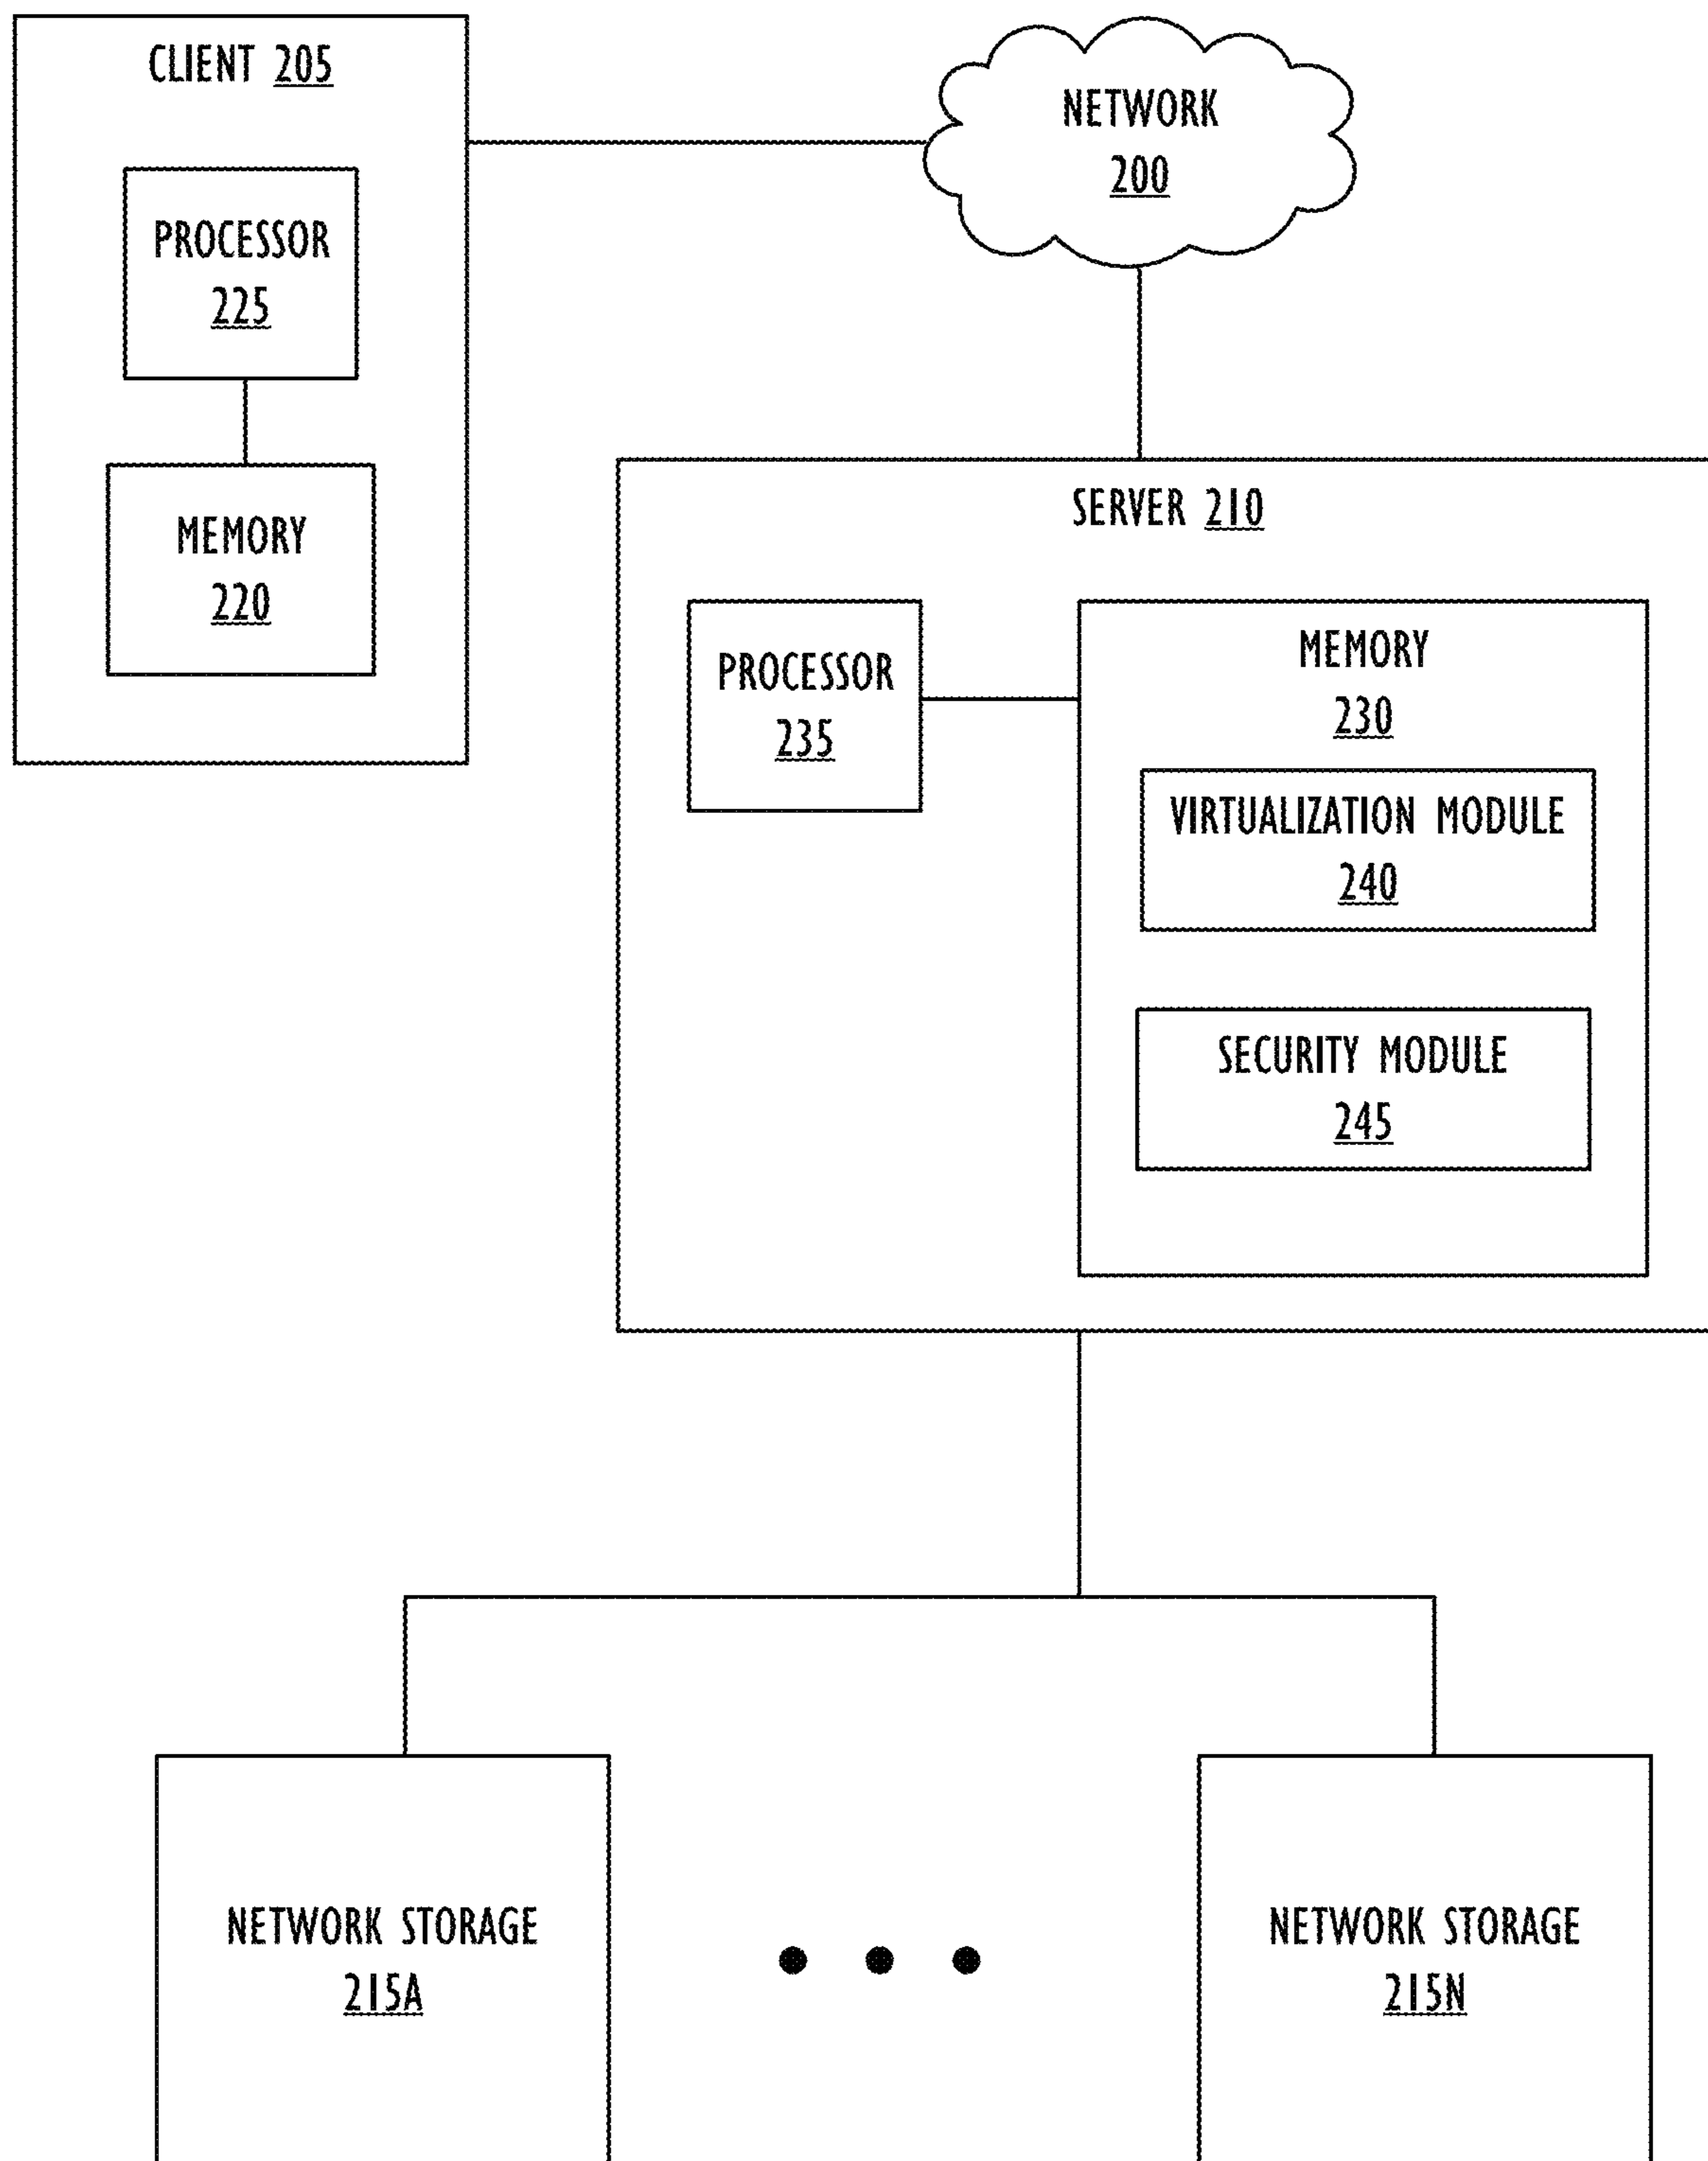 CLIENT 205
PROCESSOR
225
MEMORY
220
NETWORK
200
SERVER 210
PROCESSOR
235
MEMORY
230
VIRTUALIZATION MODULE
240
SECURITY MODULE
245
NETWORK STORAGE
215A
NETWORK STORAGE
215N